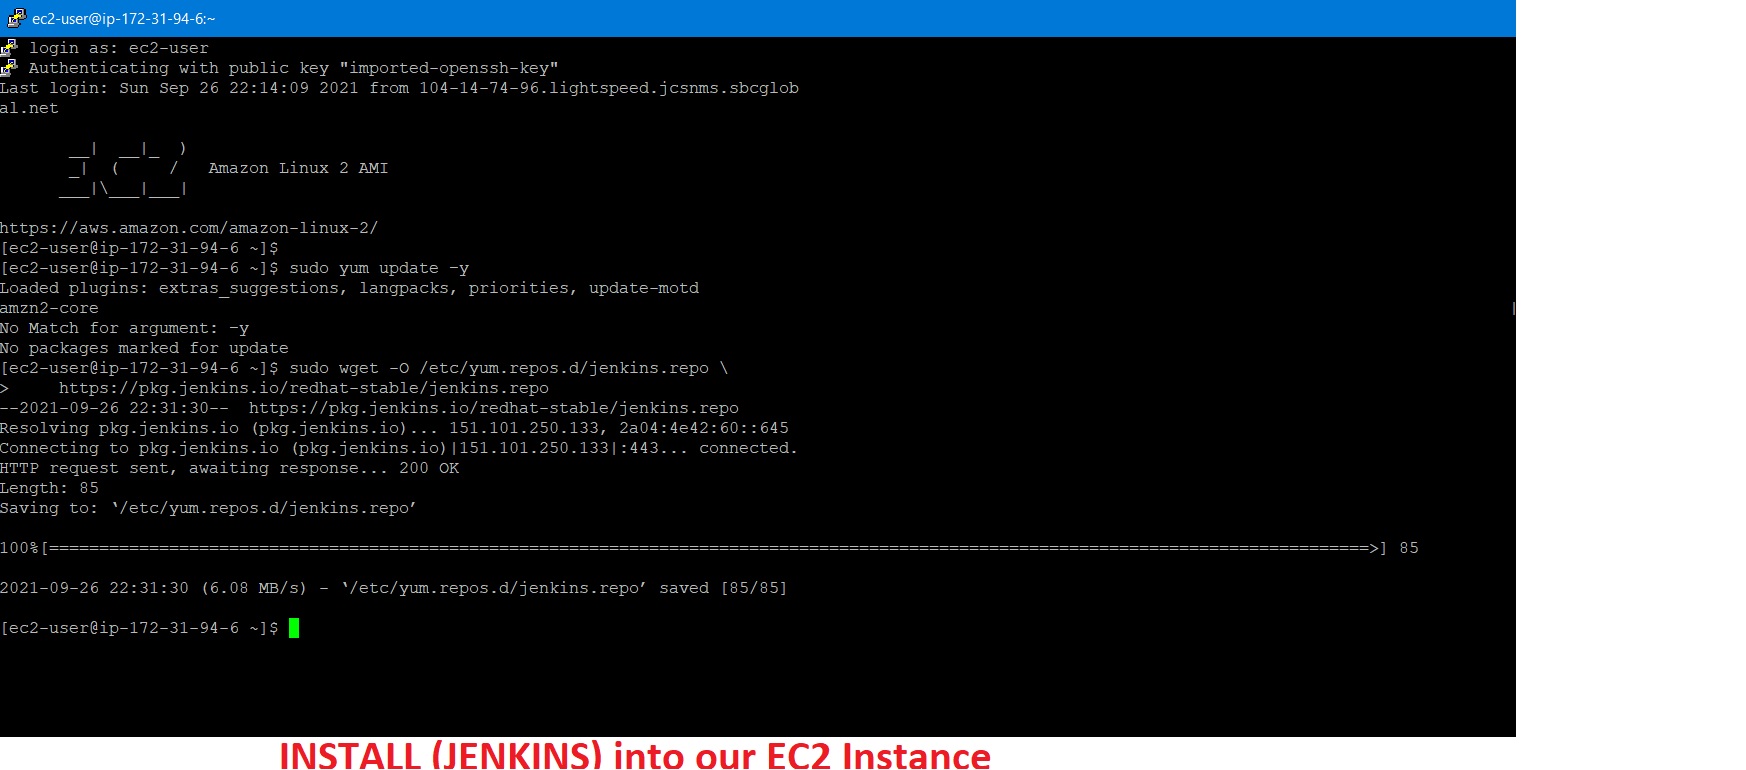 ec2-user@ip-172-31-94-6:~
login as: ec2-user
Authenticating with public key "imported-openssh-key"
Last login: Sun Sep 26 22:14:09 2021 from 104-14-74-96.lightspeed.jcsnms.sbcglob
al.net
__|  __|_  )
_|  (     /   Amazon Linux 2 AMI
___|\___|___|
https://aws.amazon.com/amazon-linux-2/
[ec2-user@ip-172-31-94-6 ~]$
[ec2-user@ip-172-31-94-6 ~]$ sudo yum update –y
Loaded plugins: extras_suggestions, langpacks, priorities, update-motd
amzn2-core
No Match for argument: –y
No packages marked for update
[ec2-user@ip-172-31-94-6 ~]$ sudo wget -O /etc/yum.repos.d/jenkins.repo \
>     https://pkg.jenkins.io/redhat-stable/jenkins.repo
--2021-09-26 22:31:30--  https://pkg.jenkins.io/redhat-stable/jenkins.repo
Resolving pkg.jenkins.io (pkg.jenkins.io)... 151.101.250.133, 2a04:4e42:60::645
Connecting to pkg.jenkins.io (pkg.jenkins.io)|151.101.250.133|:443... connected.
HTTP request sent, awaiting response... 200 OK
Length: 85
Saving to: ‘/etc/yum.repos.d/jenkins.repo’
100%[====================================================================================================================================>] 85
2021-09-26 22:31:30 (6.08 MB/s) - ‘/etc/yum.repos.d/jenkins.repo’ saved [85/85]
[ec2-user@ip-172-31-94-6 ~]$
INSTALL (JENKINS) into our EC2 Instance